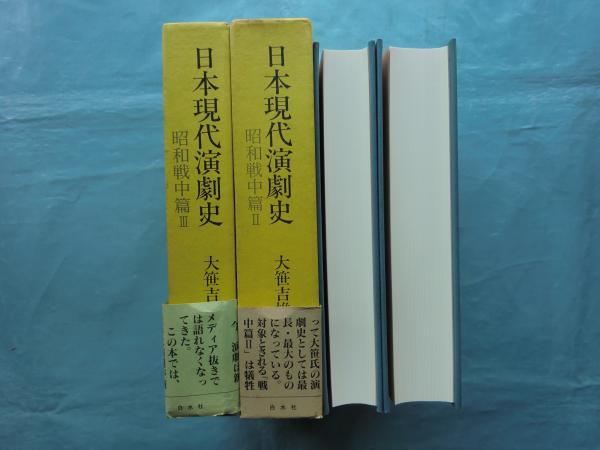 日本現代演劇史
昭和戦中篇Ⅲ
大笹吉
メディア抜きで
は語れなくなっ
てきた。
この本では、
白水社
日本現代演劇史
昭和戦中篇Ⅱ
大笹吉雄
って大笹氏の演
劇史としては最
長・最大のもの
になっている。
対象とされる「戦
中篇Ⅱ」は犠牲
白水社